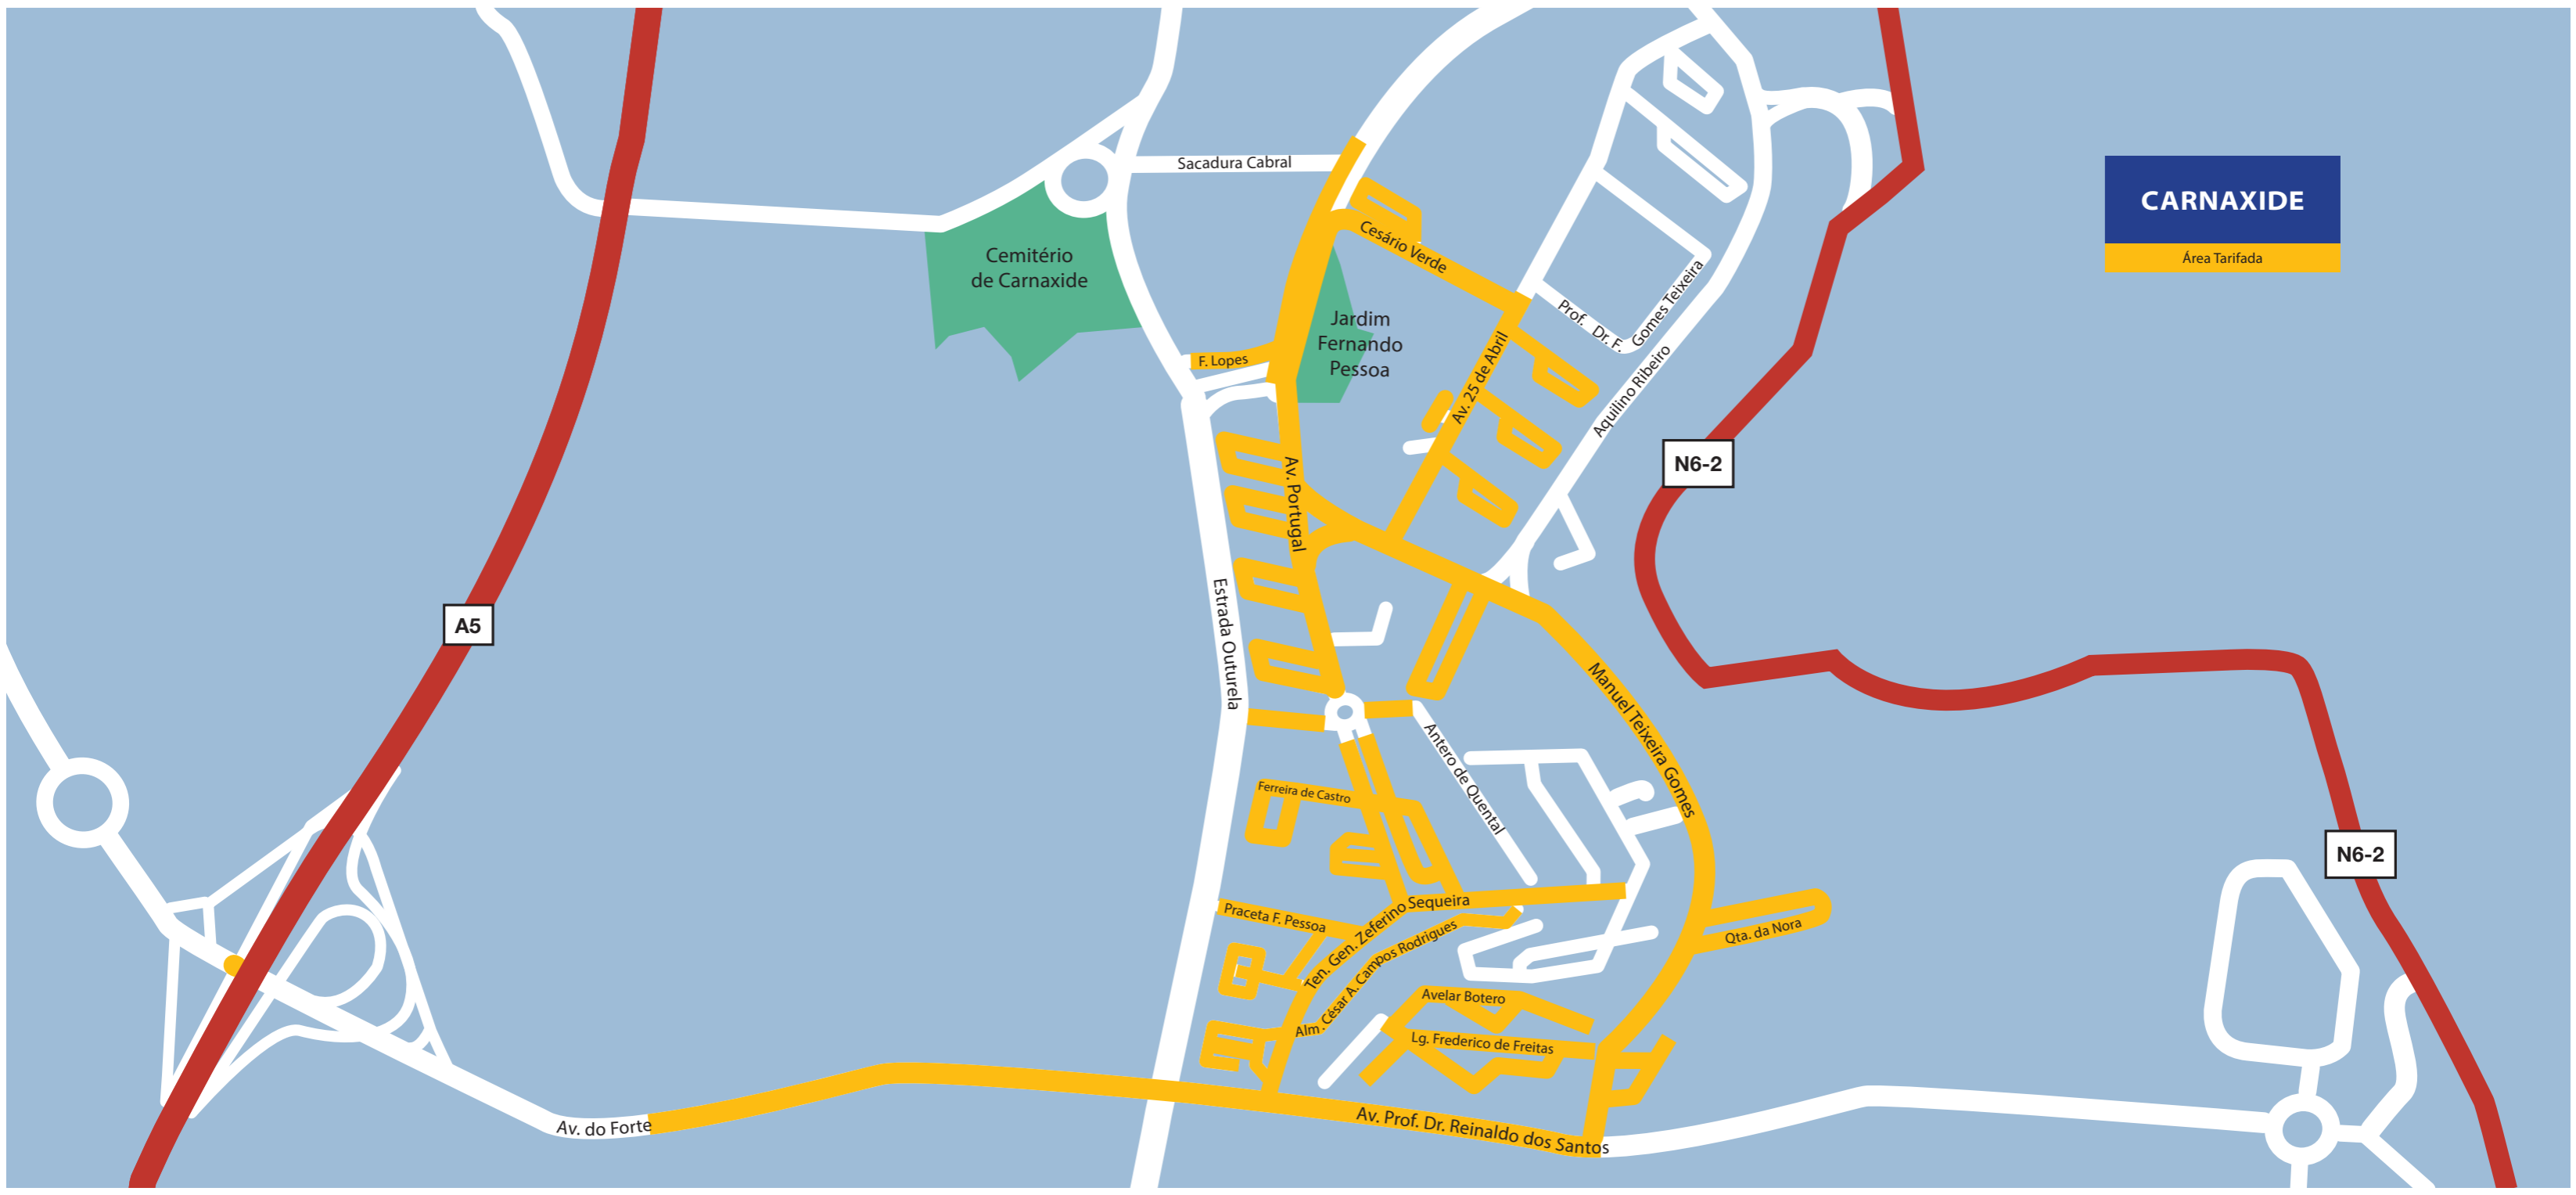 Sacadura Cabral
CARNAXIDE
Área Tarifada
Cemitério
de Carnaxide
Cesário Verde
Jardim
Fernando
Pessoa
Prof. Dr. F. Gomes Teixeira
F. Lopes
Av. 25 de Abril
Aquilino Ribeiro
N6-2
Av. Portugal
A5
Estrada Outurela
Manuel Teixeira Gomes
Antero de Quental
Ferreira de Castro
N6-2
Praceta F. Pessoa
Ten. Gen. Zeferino Sequeira
Alm. César A. Campos Rodrigues
Qta. da Nora
Avelar Botero
Lg. Frederico de Freitas
Av. do Forte
Av. Prof. Dr. Reinaldo dos Santos